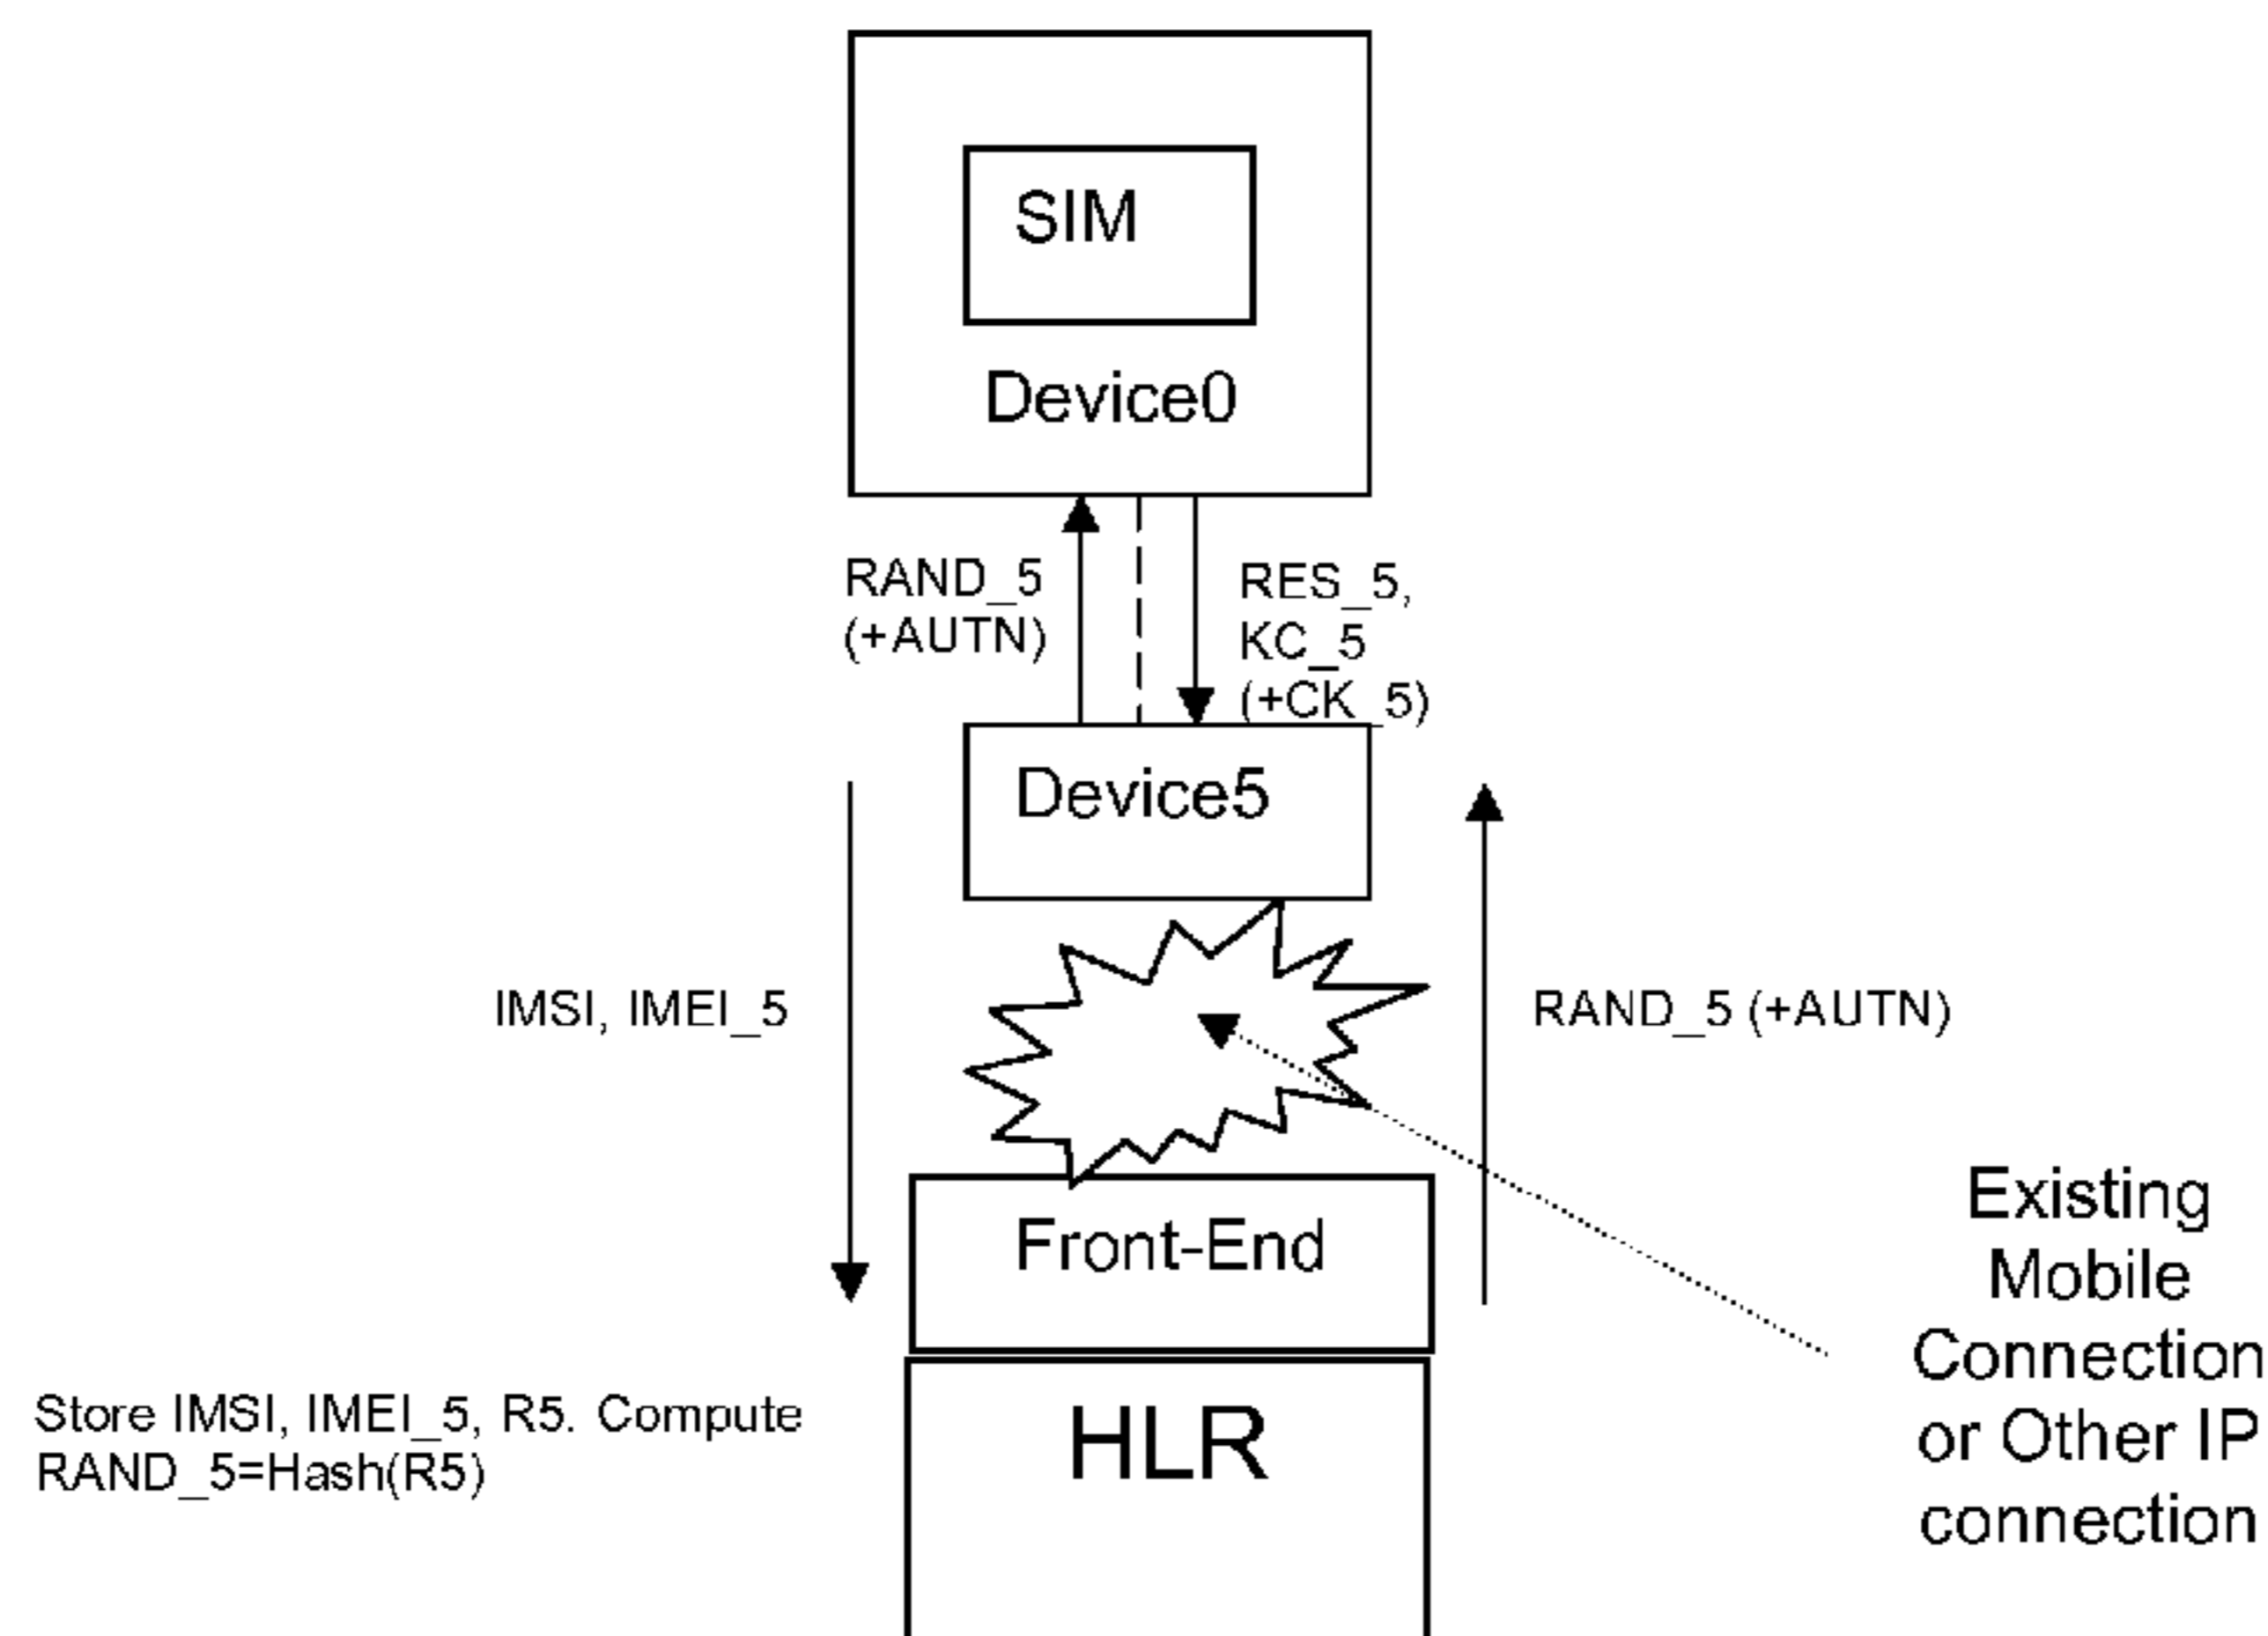 SIM
Device0
RAND_5
(+AUTN)
RES_5,
KC_5
(+CK_5)
Device5
IMSI, IMEI_5
RAND_5 (+AUTN)
Front-End
Existing
Mobile
Connection
or Other IP
connection
HLR
Store IMSI, IMEI_5, R5. Compute
RAND_5=Hash(R5)